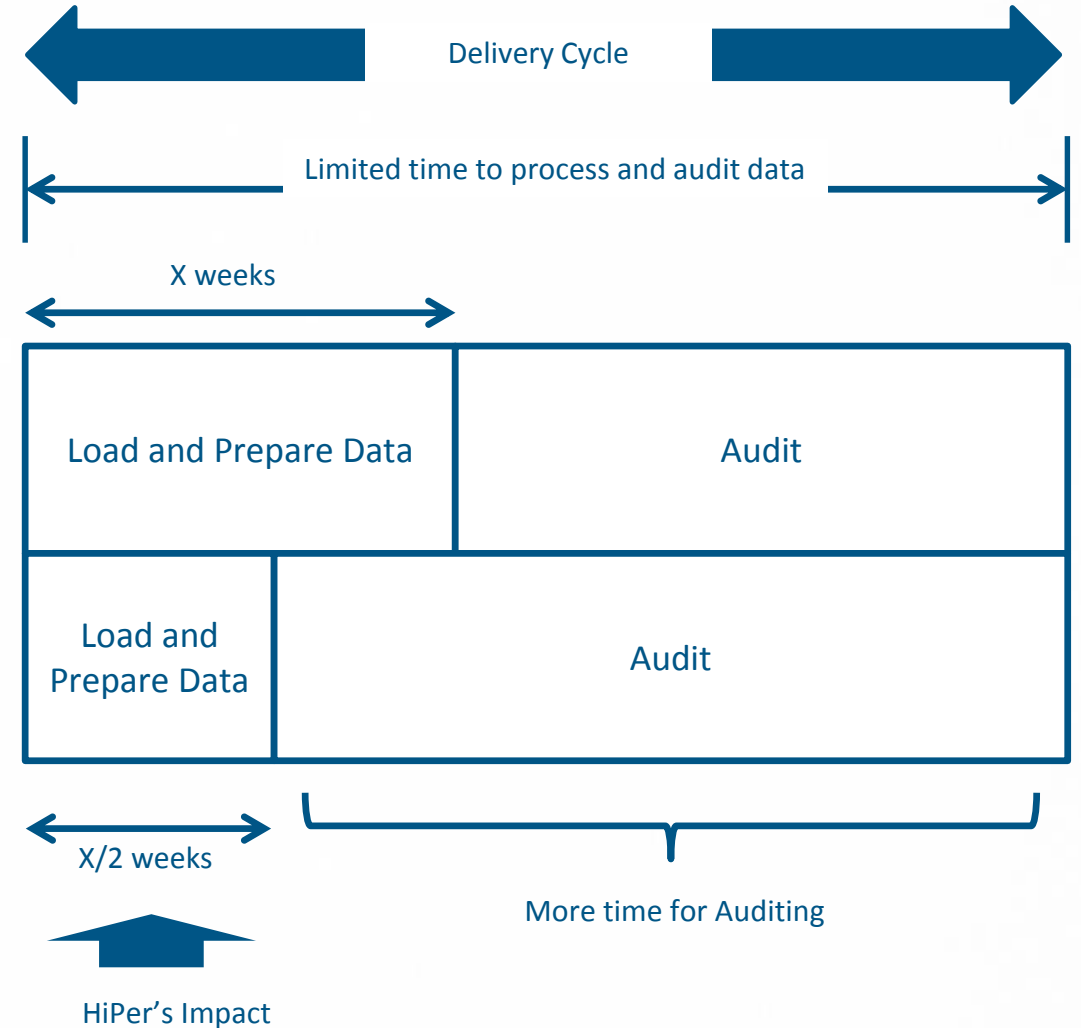 Delivery Cycle
Limited time to process and audit data
X weeks
Load and Prepare Data
Audit
Load and
Prepare Data
Audit
X/2 weeks
More time for Auditing
HiPer’s Impact